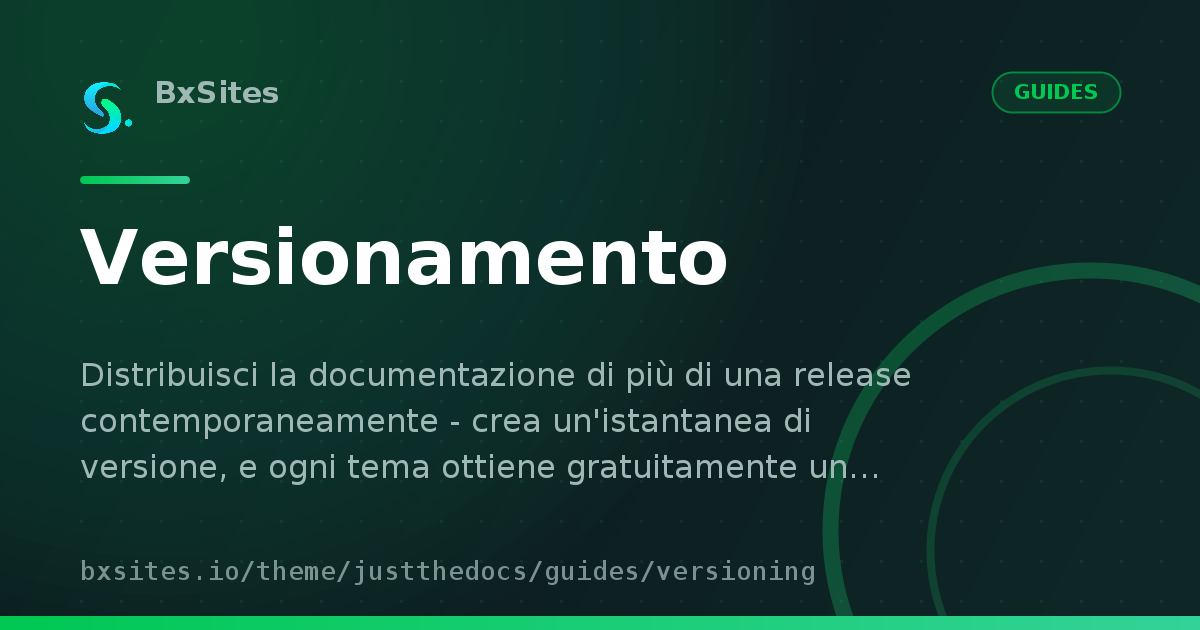 BxSites
GUIDES
Versionamento
Distribuisci la documentazione di più di una release
contemporaneamente - crea un'istantanea di
versione, e ogni tema ottiene gratuitamente un...
bxsites.io/theme/justthedocs/guides/versioning